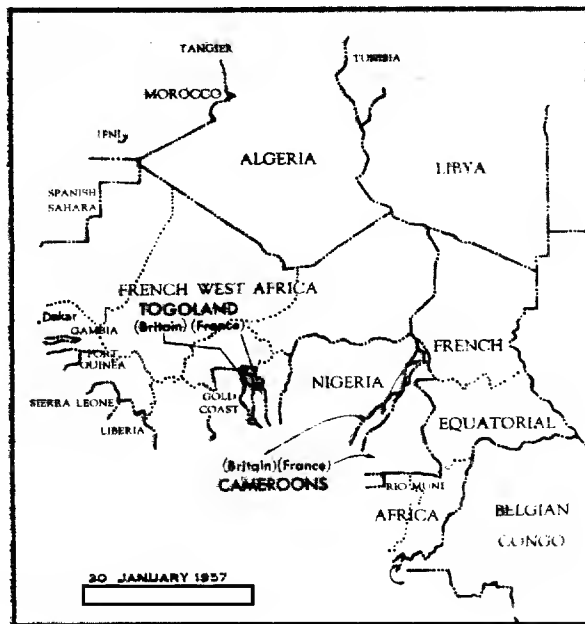 TANGIER
TUNISIA
MOROCCO
IFNI
ALGERIA
LIBYA
SPANISH
SAHARA
FRENCH WEST AFRICA
TOGOLAND
(Britain) (France)
Dakar
GAMBIA
PORT
GUINEA
SIERRA LEONE
LIBERIA
GOLD
COAST
NIGERIA
FRENCH
EQUATORIAL
AFRICA
(Britain) (France)
CAMEROONS
RIO MUNI
BELGIAN
CONGO
20 JANUARY 1957